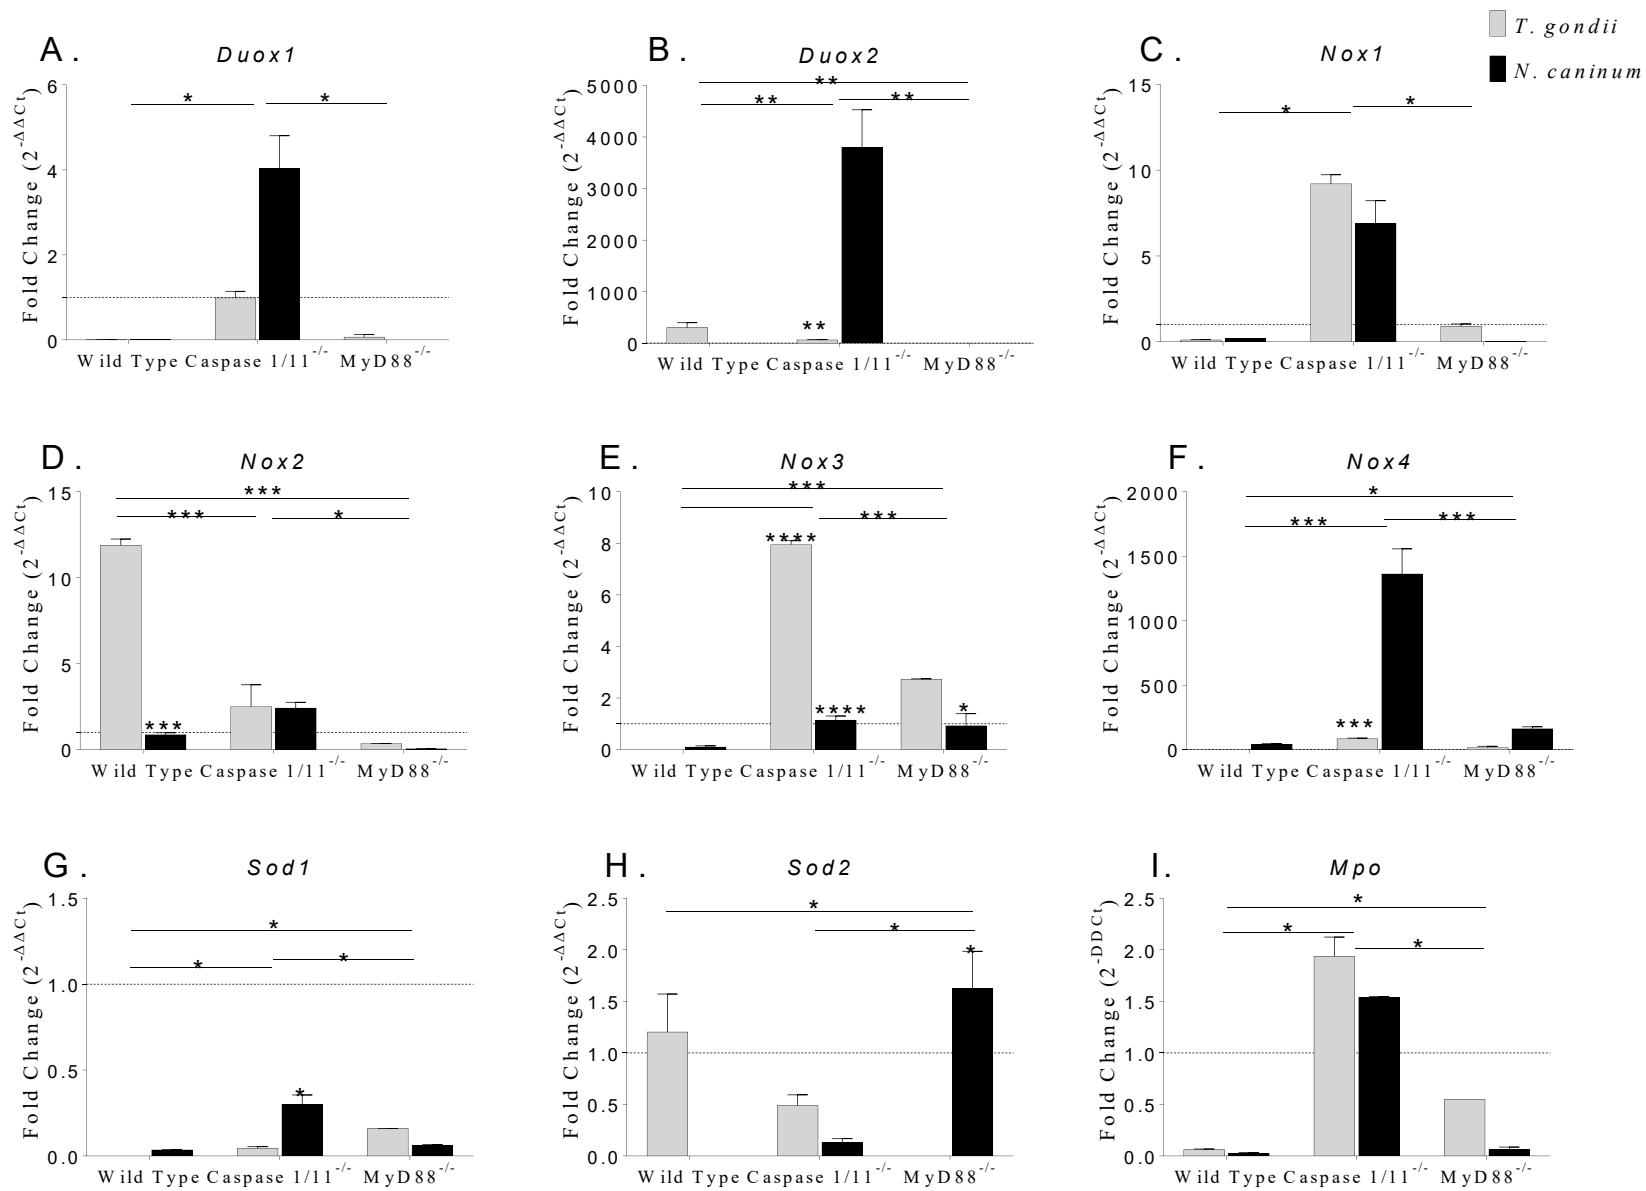 T. gondii
N. caninum
A. Duox1
*
*
Fold Change (2^-ΔΔCt)
6
4
2
0
Wild Type Caspase 1/11^-/- MyD88^-/-
B. Duox2
**
**
**
**
Fold Change (2^-ΔΔCt)
5000
4000
3000
2000
1000
0
Wild Type Caspase 1/11^-/- MyD88^-/-
C. Nox1
*
*
Fold Change (2^-ΔΔCt)
15
10
5
0
Wild Type Caspase 1/11^-/- MyD88^-/-
D. Nox2
***
***
*
***
Fold Change (2^-ΔΔCt)
15
10
5
0
Wild Type Caspase 1/11^-/- MyD88^-/-
E. Nox3
***
***
****
****
*
Fold Change (2^-ΔΔCt)
10
8
6
4
2
0
Wild Type Caspase 1/11^-/- MyD88^-/-
F. Nox4
*
***
***
***
Fold Change (2^-ΔΔCt)
2000
1500
1000
500
0
Wild Type Caspase 1/11^-/- MyD88^-/-
G. Sod1
*
*
*
*
Fold Change (2^-ΔΔCt)
1.5
1.0
0.5
0.0
Wild Type Caspase 1/11^-/- MyD88^-/-
H. Sod2
*
*
*
Fold Change (2^-ΔΔCt)
2.5
2.0
1.5
1.0
0.5
0.0
Wild Type Caspase 1/11^-/- MyD88^-/-
I. Mpo
*
*
*
Fold Change (2^-DDCt)
2.5
2.0
1.5
1.0
0.5
0.0
Wild Type Caspase 1/11^-/- MyD88^-/-